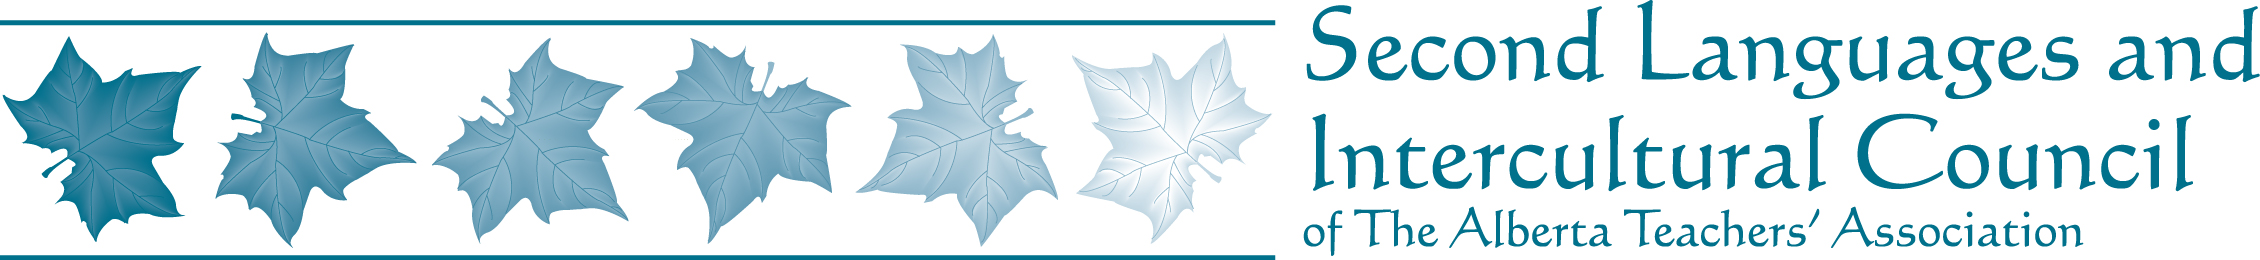 Second Languages and
Intercultural Council
of The Alberta Teachers’ Association